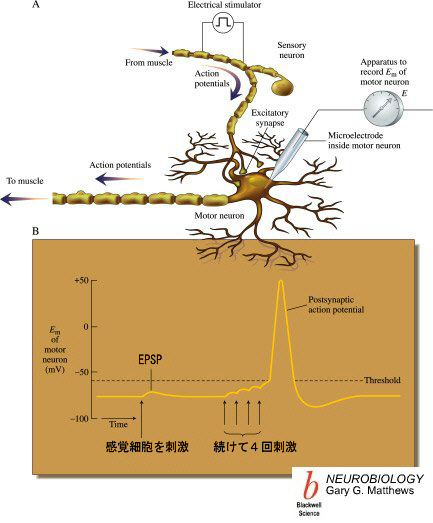 A
Electrical stimulator
Sensory
neuron
From muscle
Action
potentials
Apparatus to
record Em of
motor neuron
E
Excitatory
synapse
Microelectrode
inside motor neuron
Action potentials
To muscle
Motor neuron
B
+50
0
−50
−100
Em
of
motor
neuron
(mV)
Postsynaptic
action potential
EPSP
Threshold
Time
感覚細胞を刺激
続けて4回刺激
b
Blackwell
Science
NEUROBIOLOGY
Gary G. Matthews